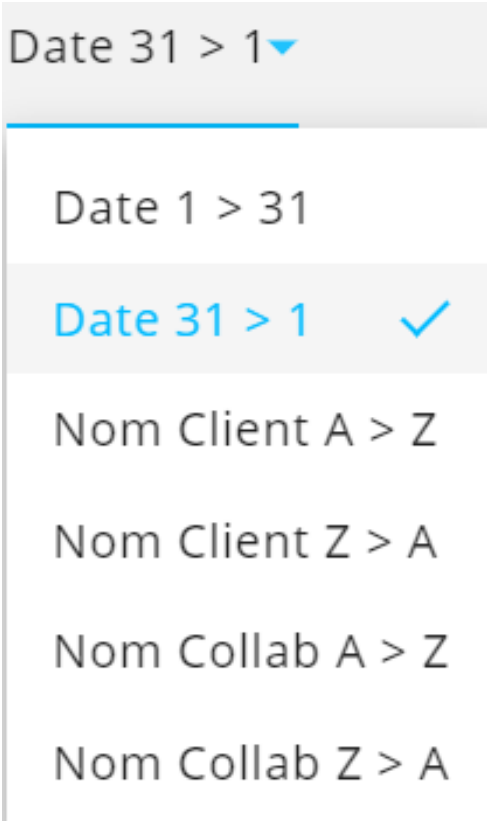 Date 31 > 1
Date 1 > 31
Date 31 > 1
Nom Client A > Z
Nom Client Z > A
Nom Collab A > Z
Nom Collab Z > A